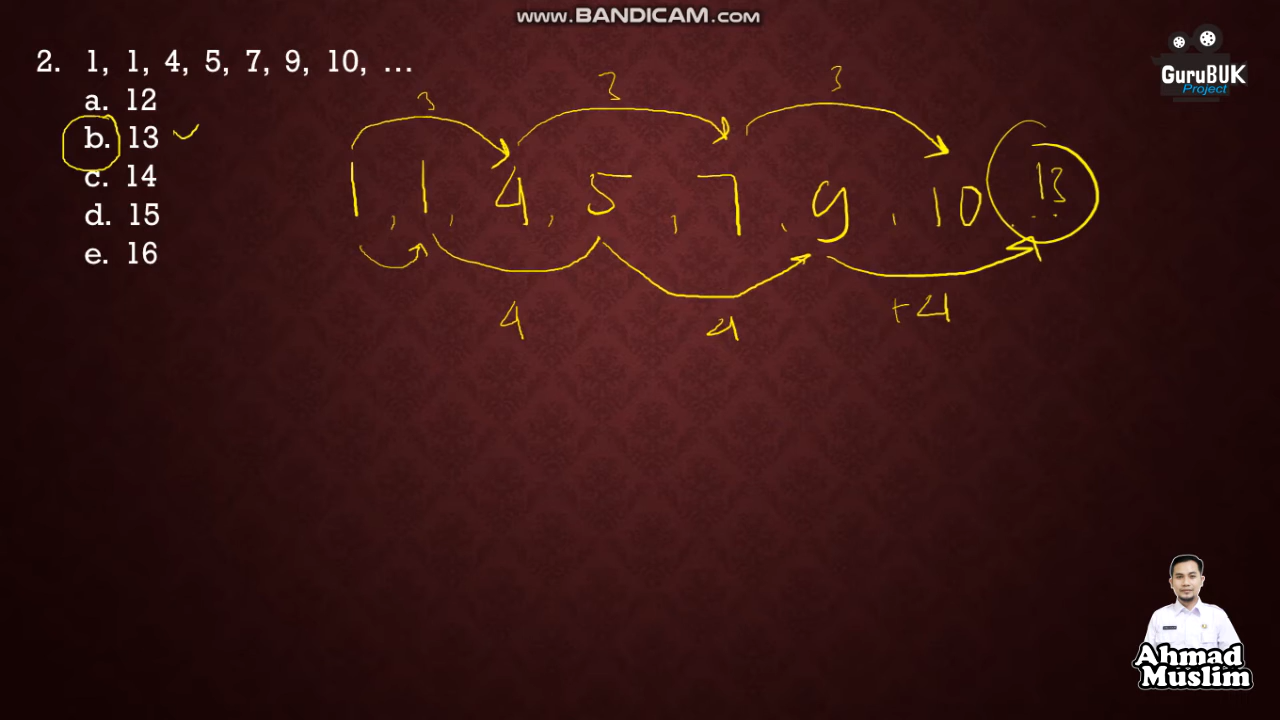 www.BANDICAM.com
2. 1, 1, 4, 5, 7, 9, 10, ...
a. 12
b. 13
c. 14
d. 15
e. 16
GuruBUK
Project
3 3 3
1, 1, 4, 5, 7, 9, 10 13
4 4 +4
Ahmad
Muslim